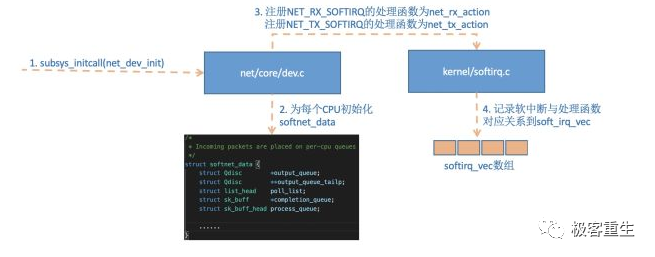 3. 注册NET_RX_SOFTIRQ的处理函数为net_rx_action
注册NET_TX_SOFTIRQ的处理函数为net_tx_action
1. subsys_initcall(net_dev_init)
net/core/dev.c
kernel/softirq.c
2. 为每个CPU初始化
softnet_data
4. 记录软中断与处理函数
对应关系到soft_irq_vec
/*
* Incoming packets are placed on per-cpu queues
*/
struct softnet_data {
struct Qdisc *output_queue;
struct Qdisc **output_queue_tailp;
struct list_head poll_list;
struct sk_buff *completion_queue;
struct sk_buff_head process_queue;
......
}
softirq_vec数组
极客重生